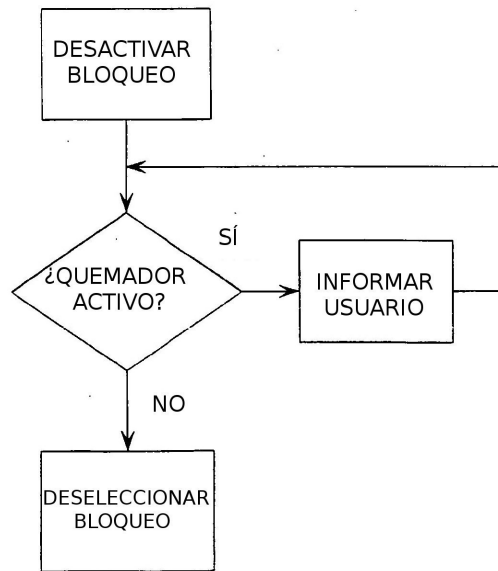 DESACTIVAR
BLOQUEO
SÍ
¿QUEMADOR
ACTIVO?
INFORMAR
USUARIO
NO
DESELECCIONAR
BLOQUEO